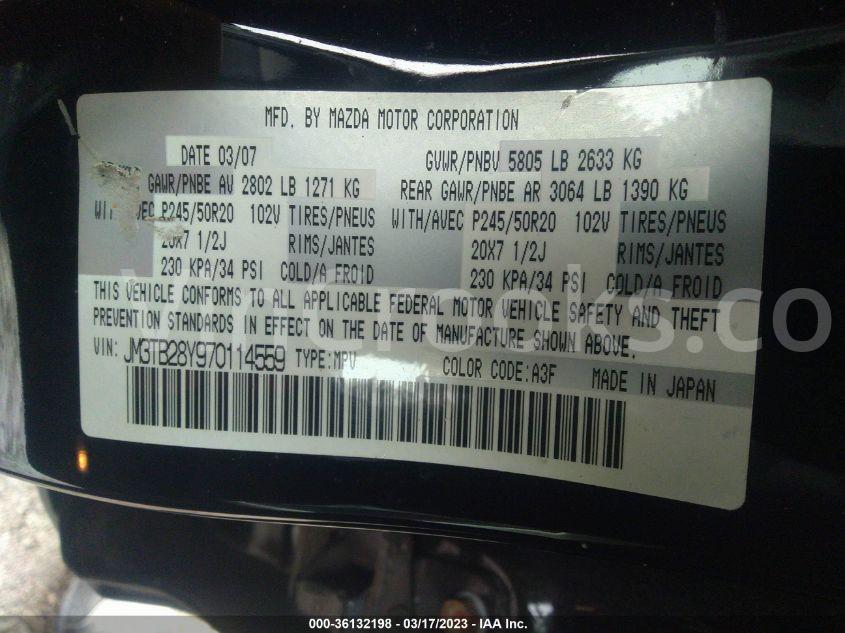 MFD. BY MAZDA MOTOR CORPORATION
DATE 03/07 GVWR/PNBV 5805 LB 2633 KG
GAWR/PNBE AV 2802 LB 1271 KG REAR GAWR/PNBE AR 3064 LB 1390 KG
AVEC P245/50R20 102V TIRES/PNEUS WITH/AVEC P245/50R20 102V TIRES/PNEUS
20X7 1/2J RIMS/JANTES 20X7 1/2J RIMS/JANTES
230 KPA/34 PSI COLD/A FROID 230 KPA/34 PSI COLD/A FROID
THIS VEHICLE CONFORMS TO ALL APPLICABLE FEDERAL MOTOR VEHICLE SAFETY AND THEFT
PREVENTION STANDARDS IN EFFECT ON THE DATE OF MANUFACTURE SHOWN ABOVE.
VIN: JM3TB28Y970114559 TYPE:MPV COLOR CODE:A3F MADE IN JAPAN
000-36132198 - 03/17/2023 - IAA Inc.